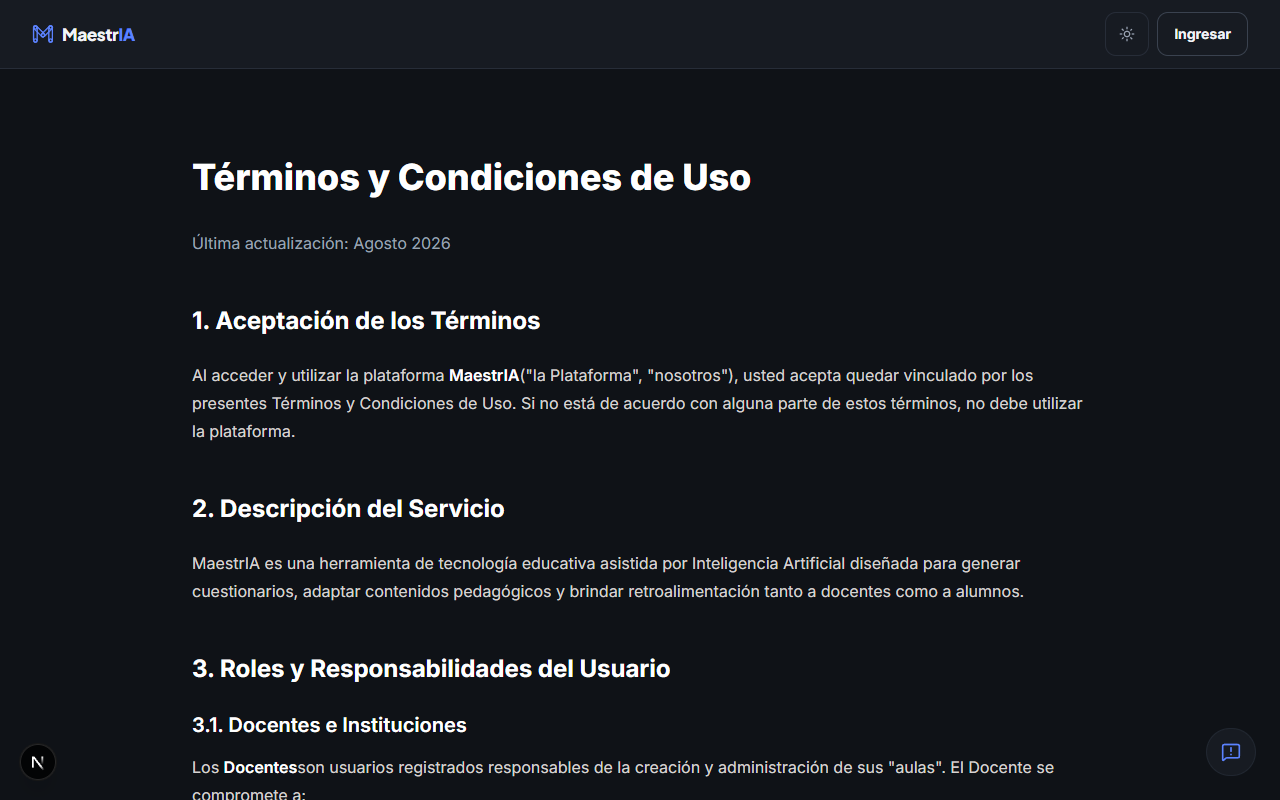 MaestrIA
Ingresar
Términos y Condiciones de Uso
Última actualización: Agosto 2026
1. Aceptación de los Términos
Al acceder y utilizar la plataforma MaestrIA("la Plataforma", "nosotros"), usted acepta quedar vinculado por los
presentes Términos y Condiciones de Uso. Si no está de acuerdo con alguna parte de estos términos, no debe utilizar
la plataforma.
2. Descripción del Servicio
MaestrIA es una herramienta de tecnología educativa asistida por Inteligencia Artificial diseñada para generar
cuestionarios, adaptar contenidos pedagógicos y brindar retroalimentación tanto a docentes como a alumnos.
3. Roles y Responsabilidades del Usuario
3.1. Docentes e Instituciones
Los Docentesson usuarios registrados responsables de la creación y administración de sus "aulas". El Docente se
compromete a:
N